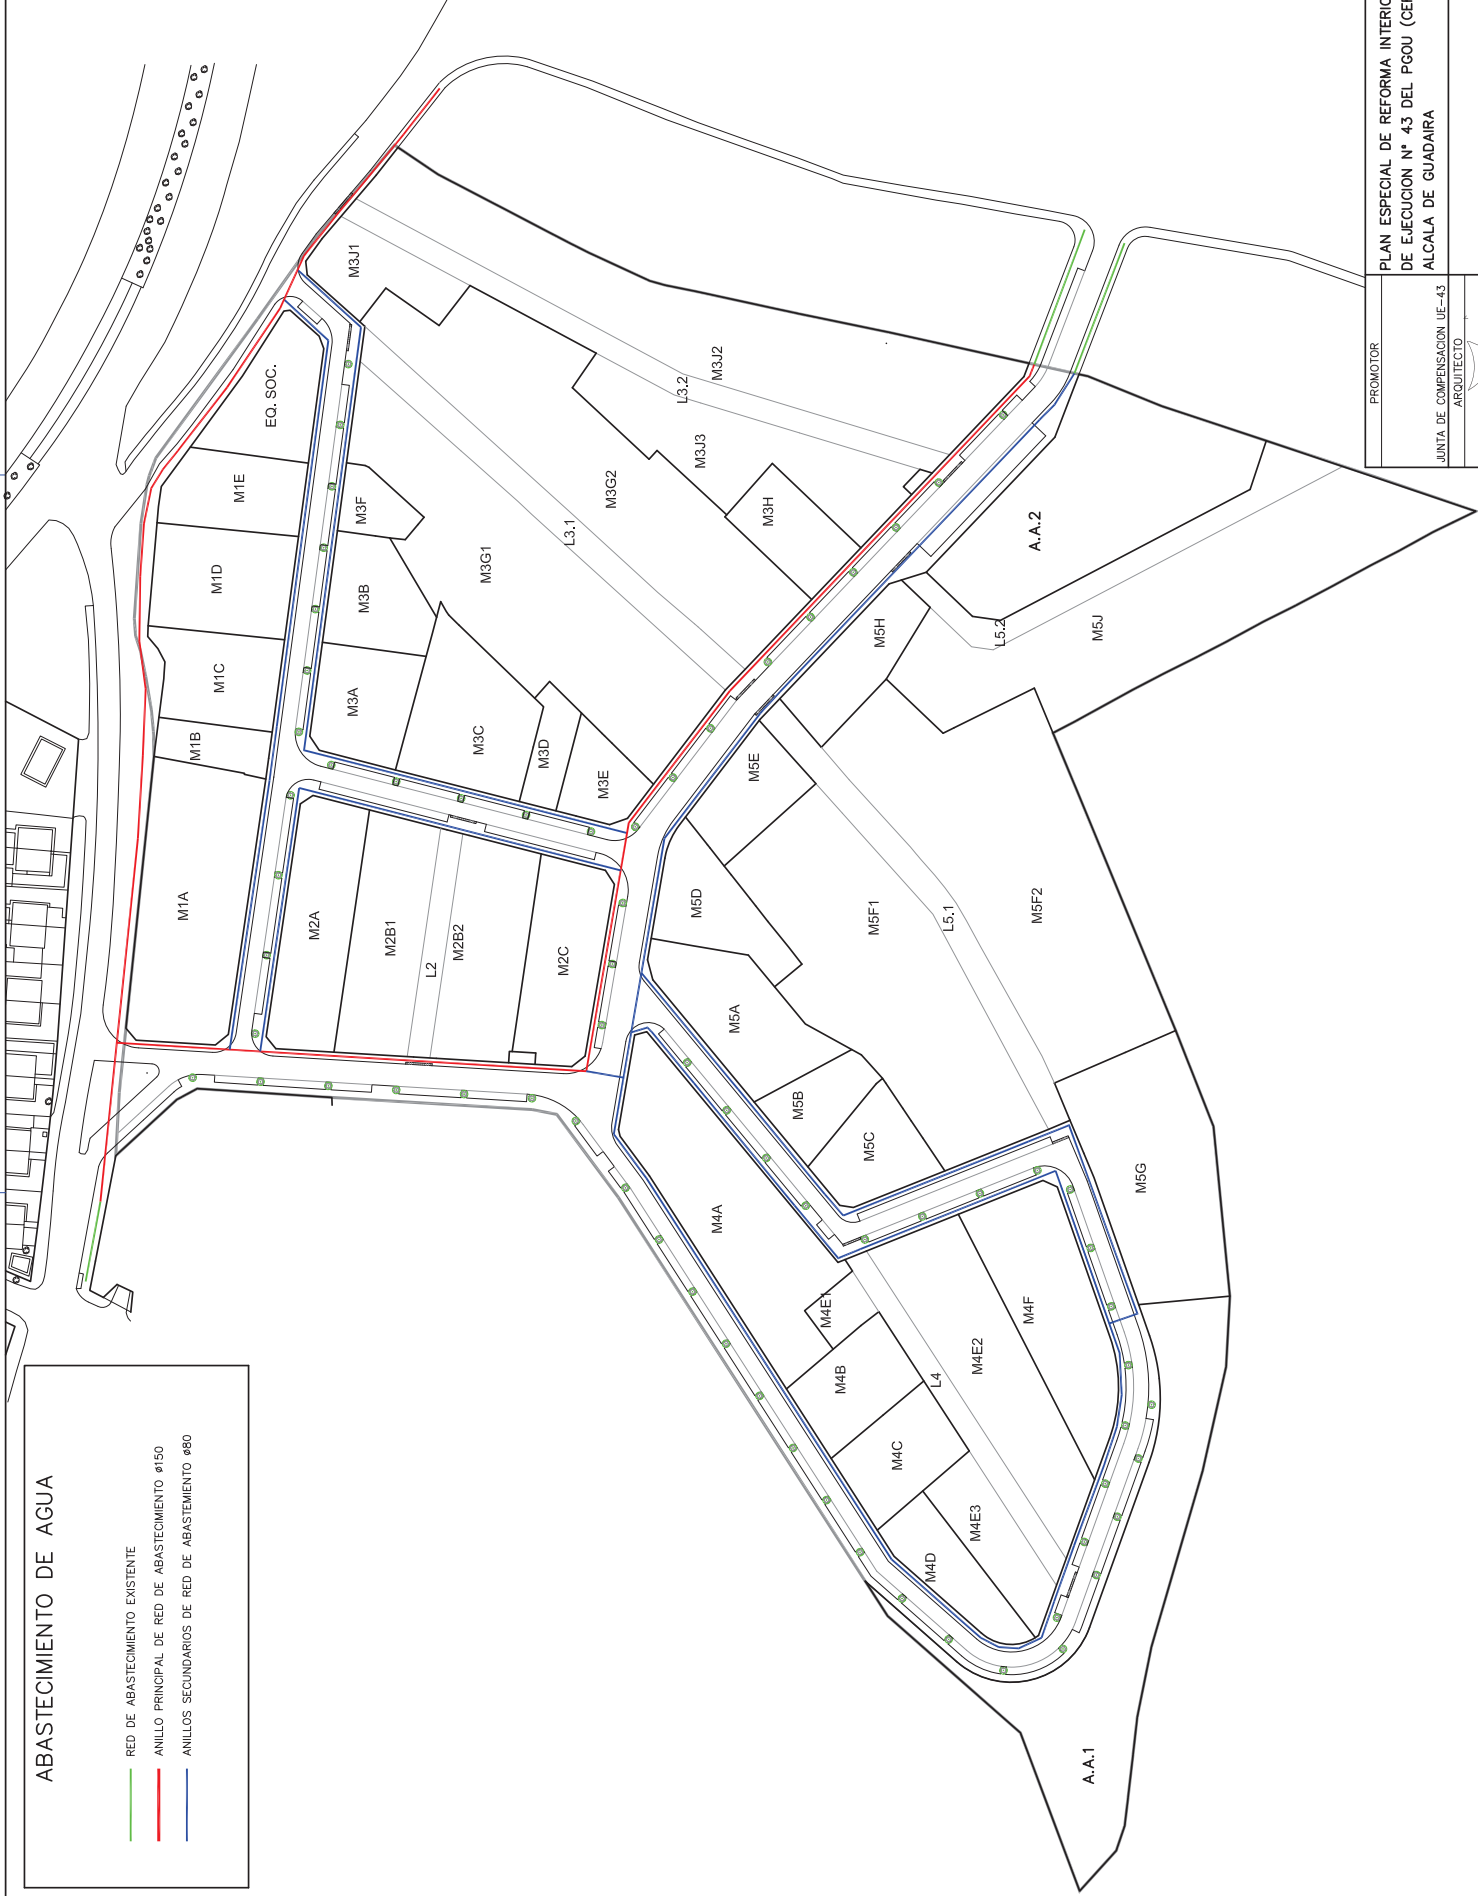 ABASTECIMIENTO DE AGUA
RED DE ABASTECIMIENTO EXISTENTE
ANILLO PRINCIPAL DE RED DE ABASTECIMIENTO ø150
ANILLOS SECUNDARIOS DE RED DE ABASTEMIENTO ø80
M1A
M1B
M1C
M1D
M1E
EQ. SOC.
M2A
M2B1
L2
M2B2
M2C
M3A
M3B
M3F
M3C
M3D
M3E
M3G1
L3.1
M3G2
M3H
M3J3
L3.2
M3J2
M3J1
M4A
M4E1
M4B
M4C
M4D
M4E3
L4
M4E2
M4F
M5A
M5B
M5C
M5D
M5E
M5F1
L5.1
M5F2
M5G
M5H
L5.2
M5J
A.A.2
A.A.1
PROMOTOR
JUNTA DE COMPENSACION UE-43
ARQUITECTO
PLAN ESPECIAL DE REFORMA INTERIO
DE EJECUCION Nº 43 DEL PGOU (CE
ALCALA DE GUADAIRA